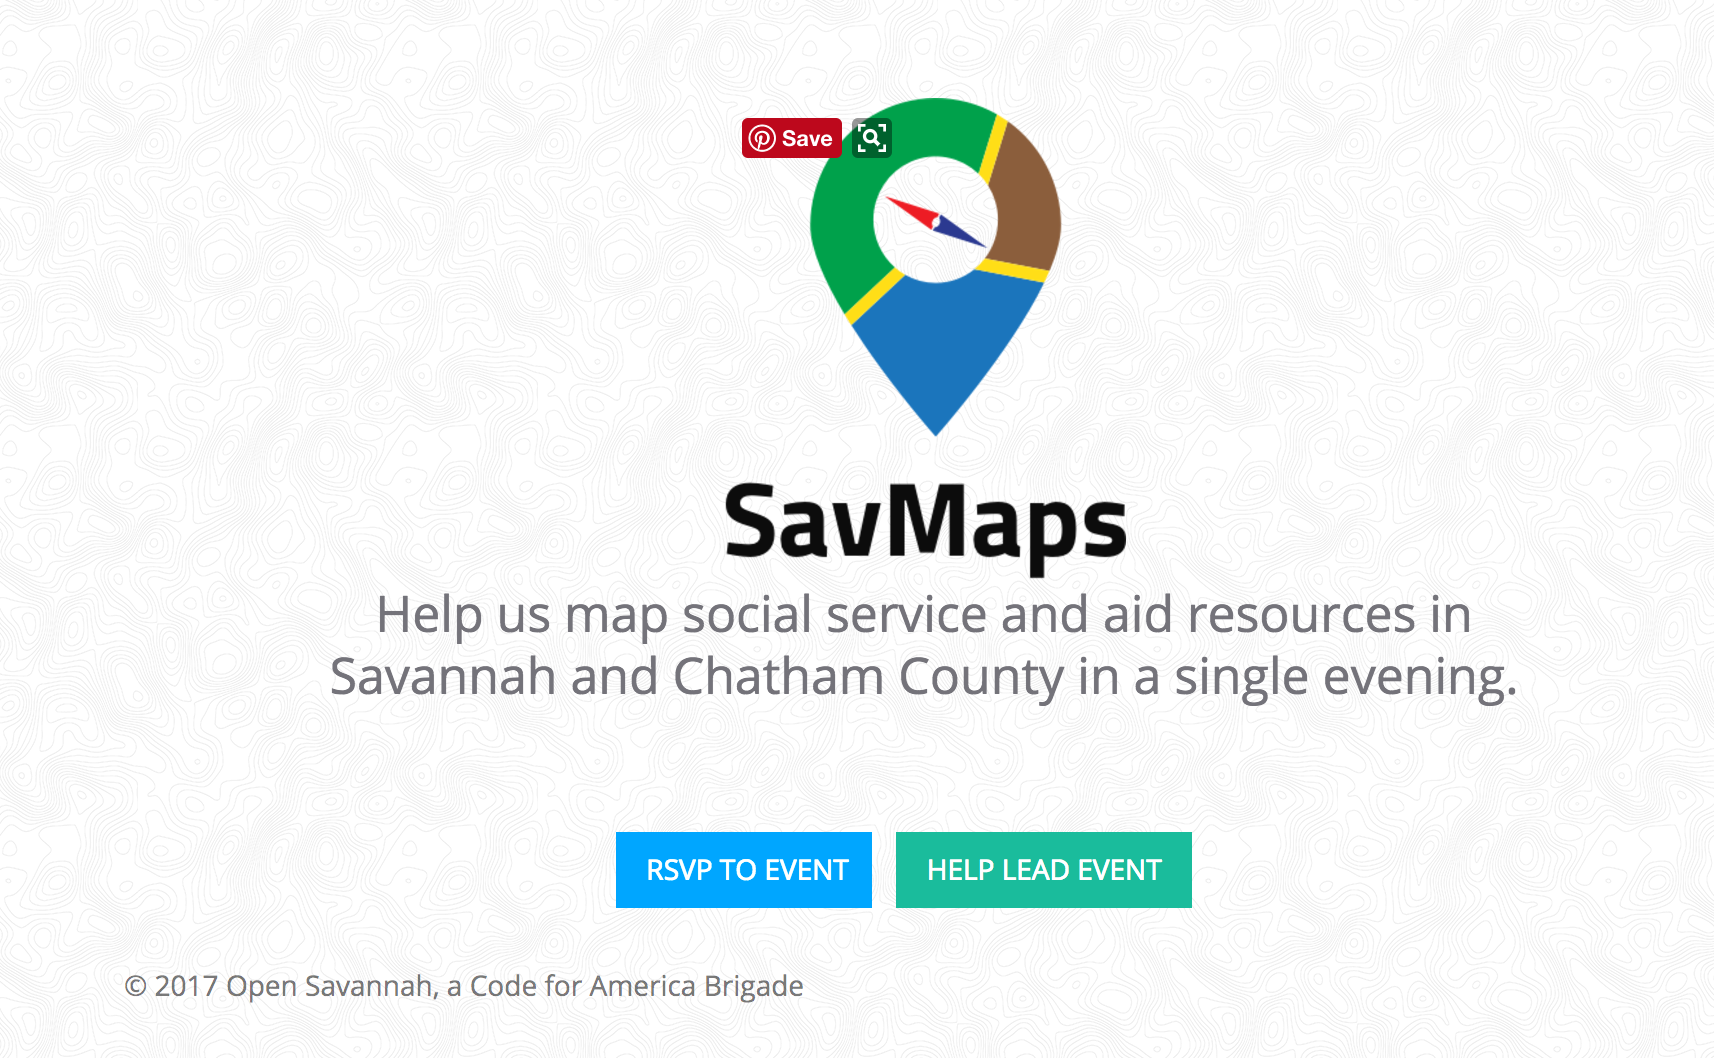 Save
SavMaps
Help us map social service and aid resources in
Savannah and Chatham County in a single evening.
RSVP TO EVENT
HELP LEAD EVENT
© 2017 Open Savannah, a Code for America Brigade